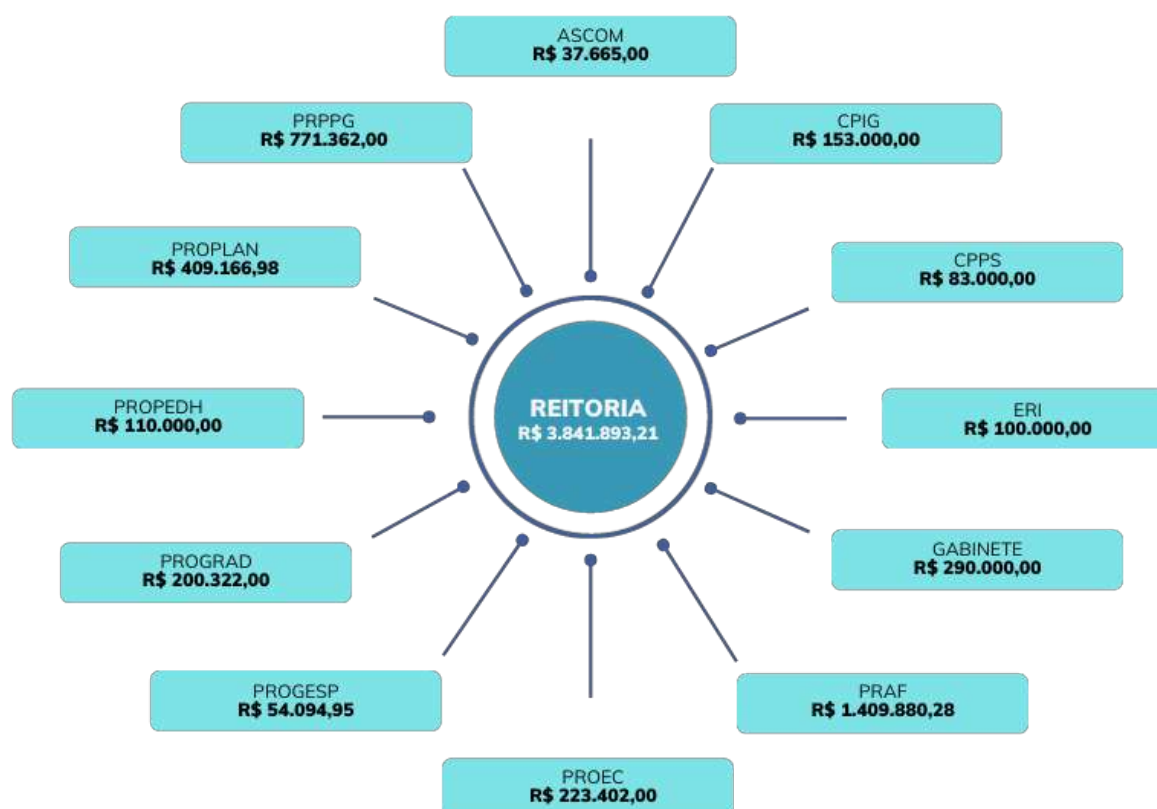 ASCOM
R$ 37.665,00
PRPPG
R$ 771.362,00
CPIG
R$ 153.000,00
PROPLAN
R$ 409.166,98
CPPS
R$ 83.000,00
PROPEDH
R$ 110.000,00
REITORIA
R$ 3.841.893,21
ERI
R$ 100.000,00
PROGRAD
R$ 200.322,00
GABINETE
R$ 290.000,00
PROGESP
R$ 54.094,95
PRAF
R$ 1.409.880,28
PROEC
R$ 223.402,00